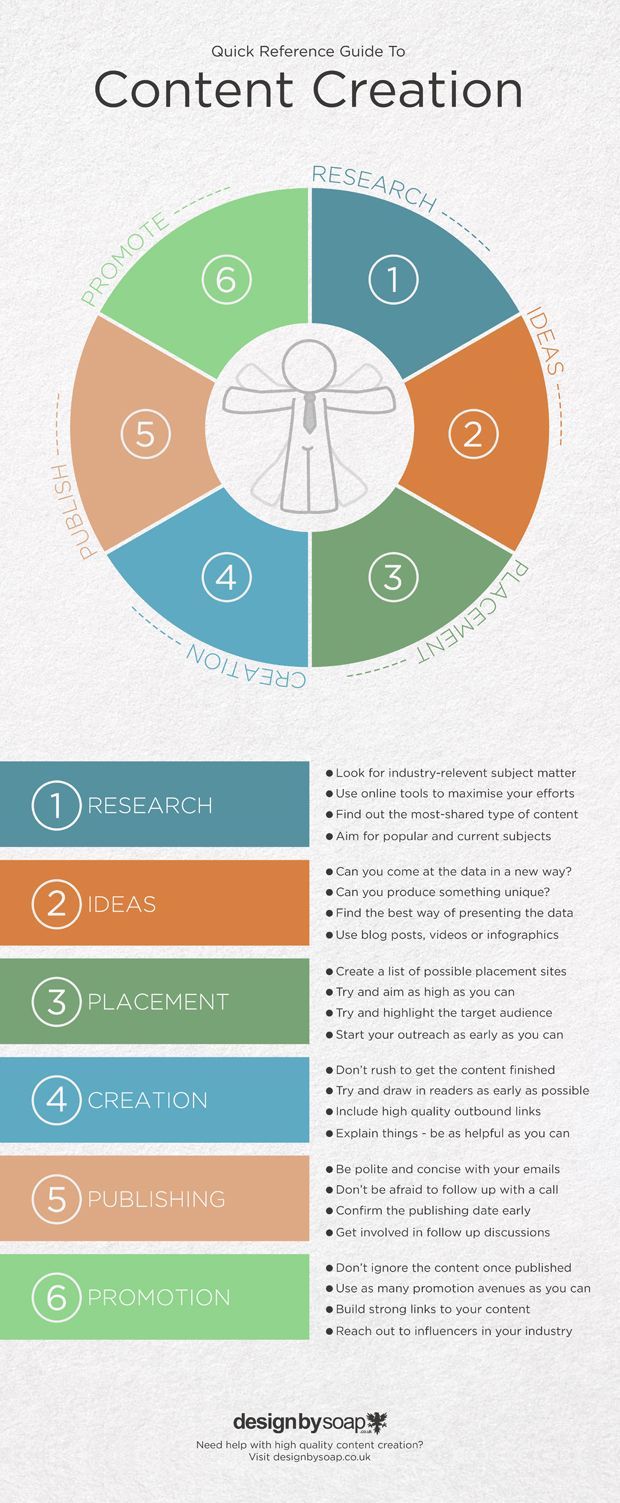 Quick Reference Guide To
Content Creation
RESEARCH
PROMOTE
6
1
IDEAS
5
2
PUBLISH
4
3
PLACEMENT
CREATION
1 RESEARCH
● Look for industry-relevent subject matter
● Use online tools to maximise your efforts
● Find out the most-shared type of content
● Aim for popular and current subjects
2 IDEAS
● Can you come at the data in a new way?
● Can you produce something unique?
● Find the best way of presenting the data
● Use blog posts, videos or infographics
3 PLACEMENT
● Create a list of possible placement sites
● Try and aim as high as you can
● Try and highlight the target audience
● Start your outreach as early as you can
4 CREATION
● Don't rush to get the content finished
● Try and draw in readers as early as possible
● Include high quality outbound links
● Explain things - be as helpful as you can
5 PUBLISHING
● Be polite and concise with your emails
● Don't be afraid to follow up with a call
● Confirm the publishing date early
● Get involved in follow up discussions
6 PROMOTION
● Don't ignore the content once published
● Use as many promotion avenues as you can
● Build strong links to your content
● Reach out to influencers in your industry
designbysoap
.co.uk
Need help with high quality content creation?
Visit designbysoap.co.uk